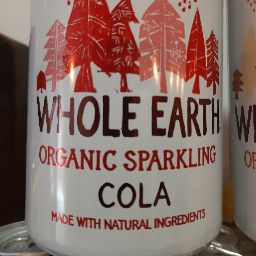 WHOLE EARTH
ORGANIC SPARKLING
COLA
MADE WITH NATURAL INGREDIENTS